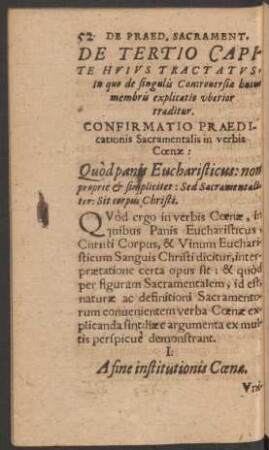 52 DE PRAED. SACRAMENT.
DE TERTIO CAPI-
TE HVIVS TRACTATVS,
in quo de singulis Controversiæ huius
membris explicatio vberior
traditur.
CONFIRMATIO PRAEDI-
cationis Sacramentalis in verbis
Cœnæ:
Quòd panis Eucharisticus: non
proprie & simpliciter: Sed Sacramentali-
ter: Sit corpus Christi.
QVòd ergo in verbis Cœnæ, in
quibus Panis Eucharisticus
Christi Corpus, & Vinum Euchari-
sticum Sanguis Christi dicitur, inter-
prætatione certa opus sit: & quòd
per figuram Sacramentalem, id est
naturæ ac definitioni Sacramento-
rum convenientem verba Cœnæ ex-
plicanda sint: hæc argumenta ex mul-
tis perspicuè demonstrant.
I.
A fine institutionis Cœnæ.